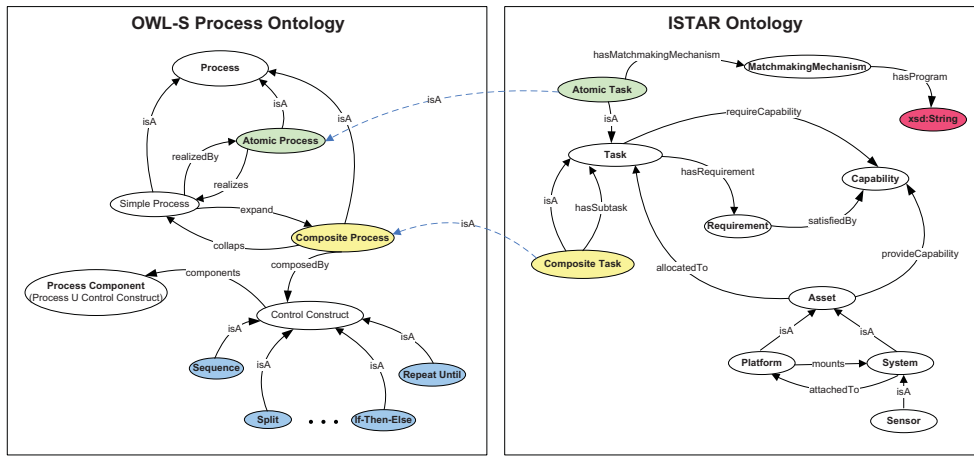 OWL-S Process Ontology
Process
isA
isA
isA
Atomic Process
realizedBy
realizes
Simple Process
expand
collaps
Composite Process
composedBy
components
Process Component
(Process U Control Construct)
Control Construct
isA
isA
isA
isA
Sequence
Repeat Until
Split
• • •
If-Then-Else
isA
isA
ISTAR Ontology
hasMatchmakingMechanism
MatchmakingMechanism
hasProgram
Atomic Task
xsd:String
isA
requireCapability
Task
hasRequirement
Capability
isA
hasSubtask
Requirement
satisfiedBy
Composite Task
allocatedTo
provideCapability
Asset
isA
isA
Platform
mounts
System
attachedTo
isA
Sensor